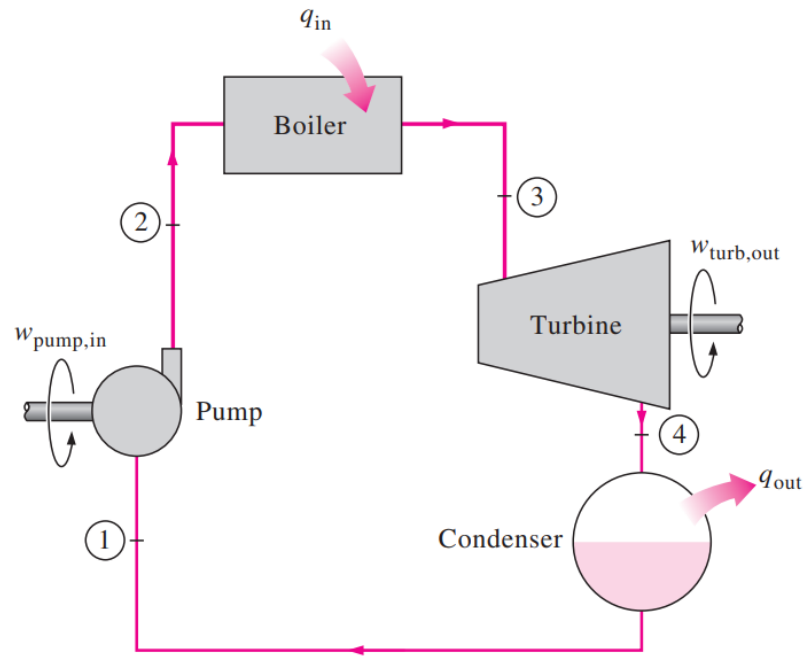 q_in
Boiler
2
3
w_turb,out
Turbine
w_pump,in
Pump
4
q_out
Condenser
1